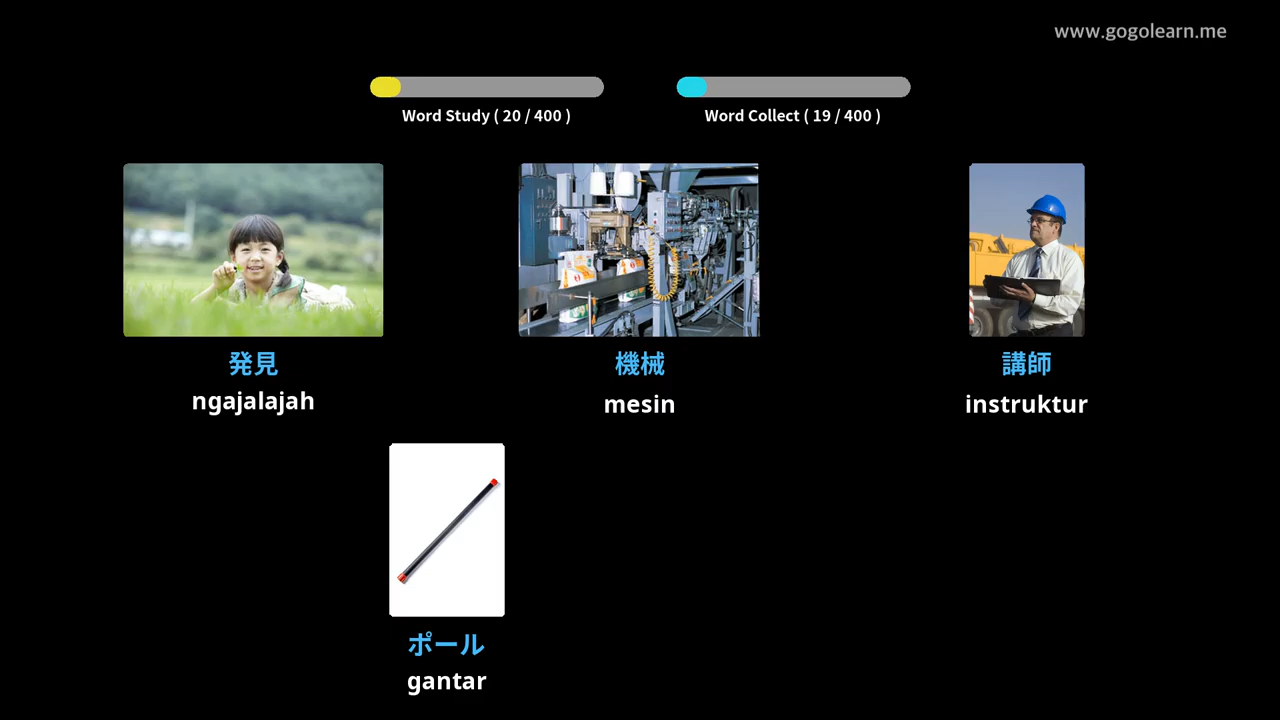 www.gogolearn.me
Word Study ( 20 / 400 )
Word Collect ( 19 / 400 )
発見
ngajalajah
機械
mesin
講師
instruktur
ポール
gantar